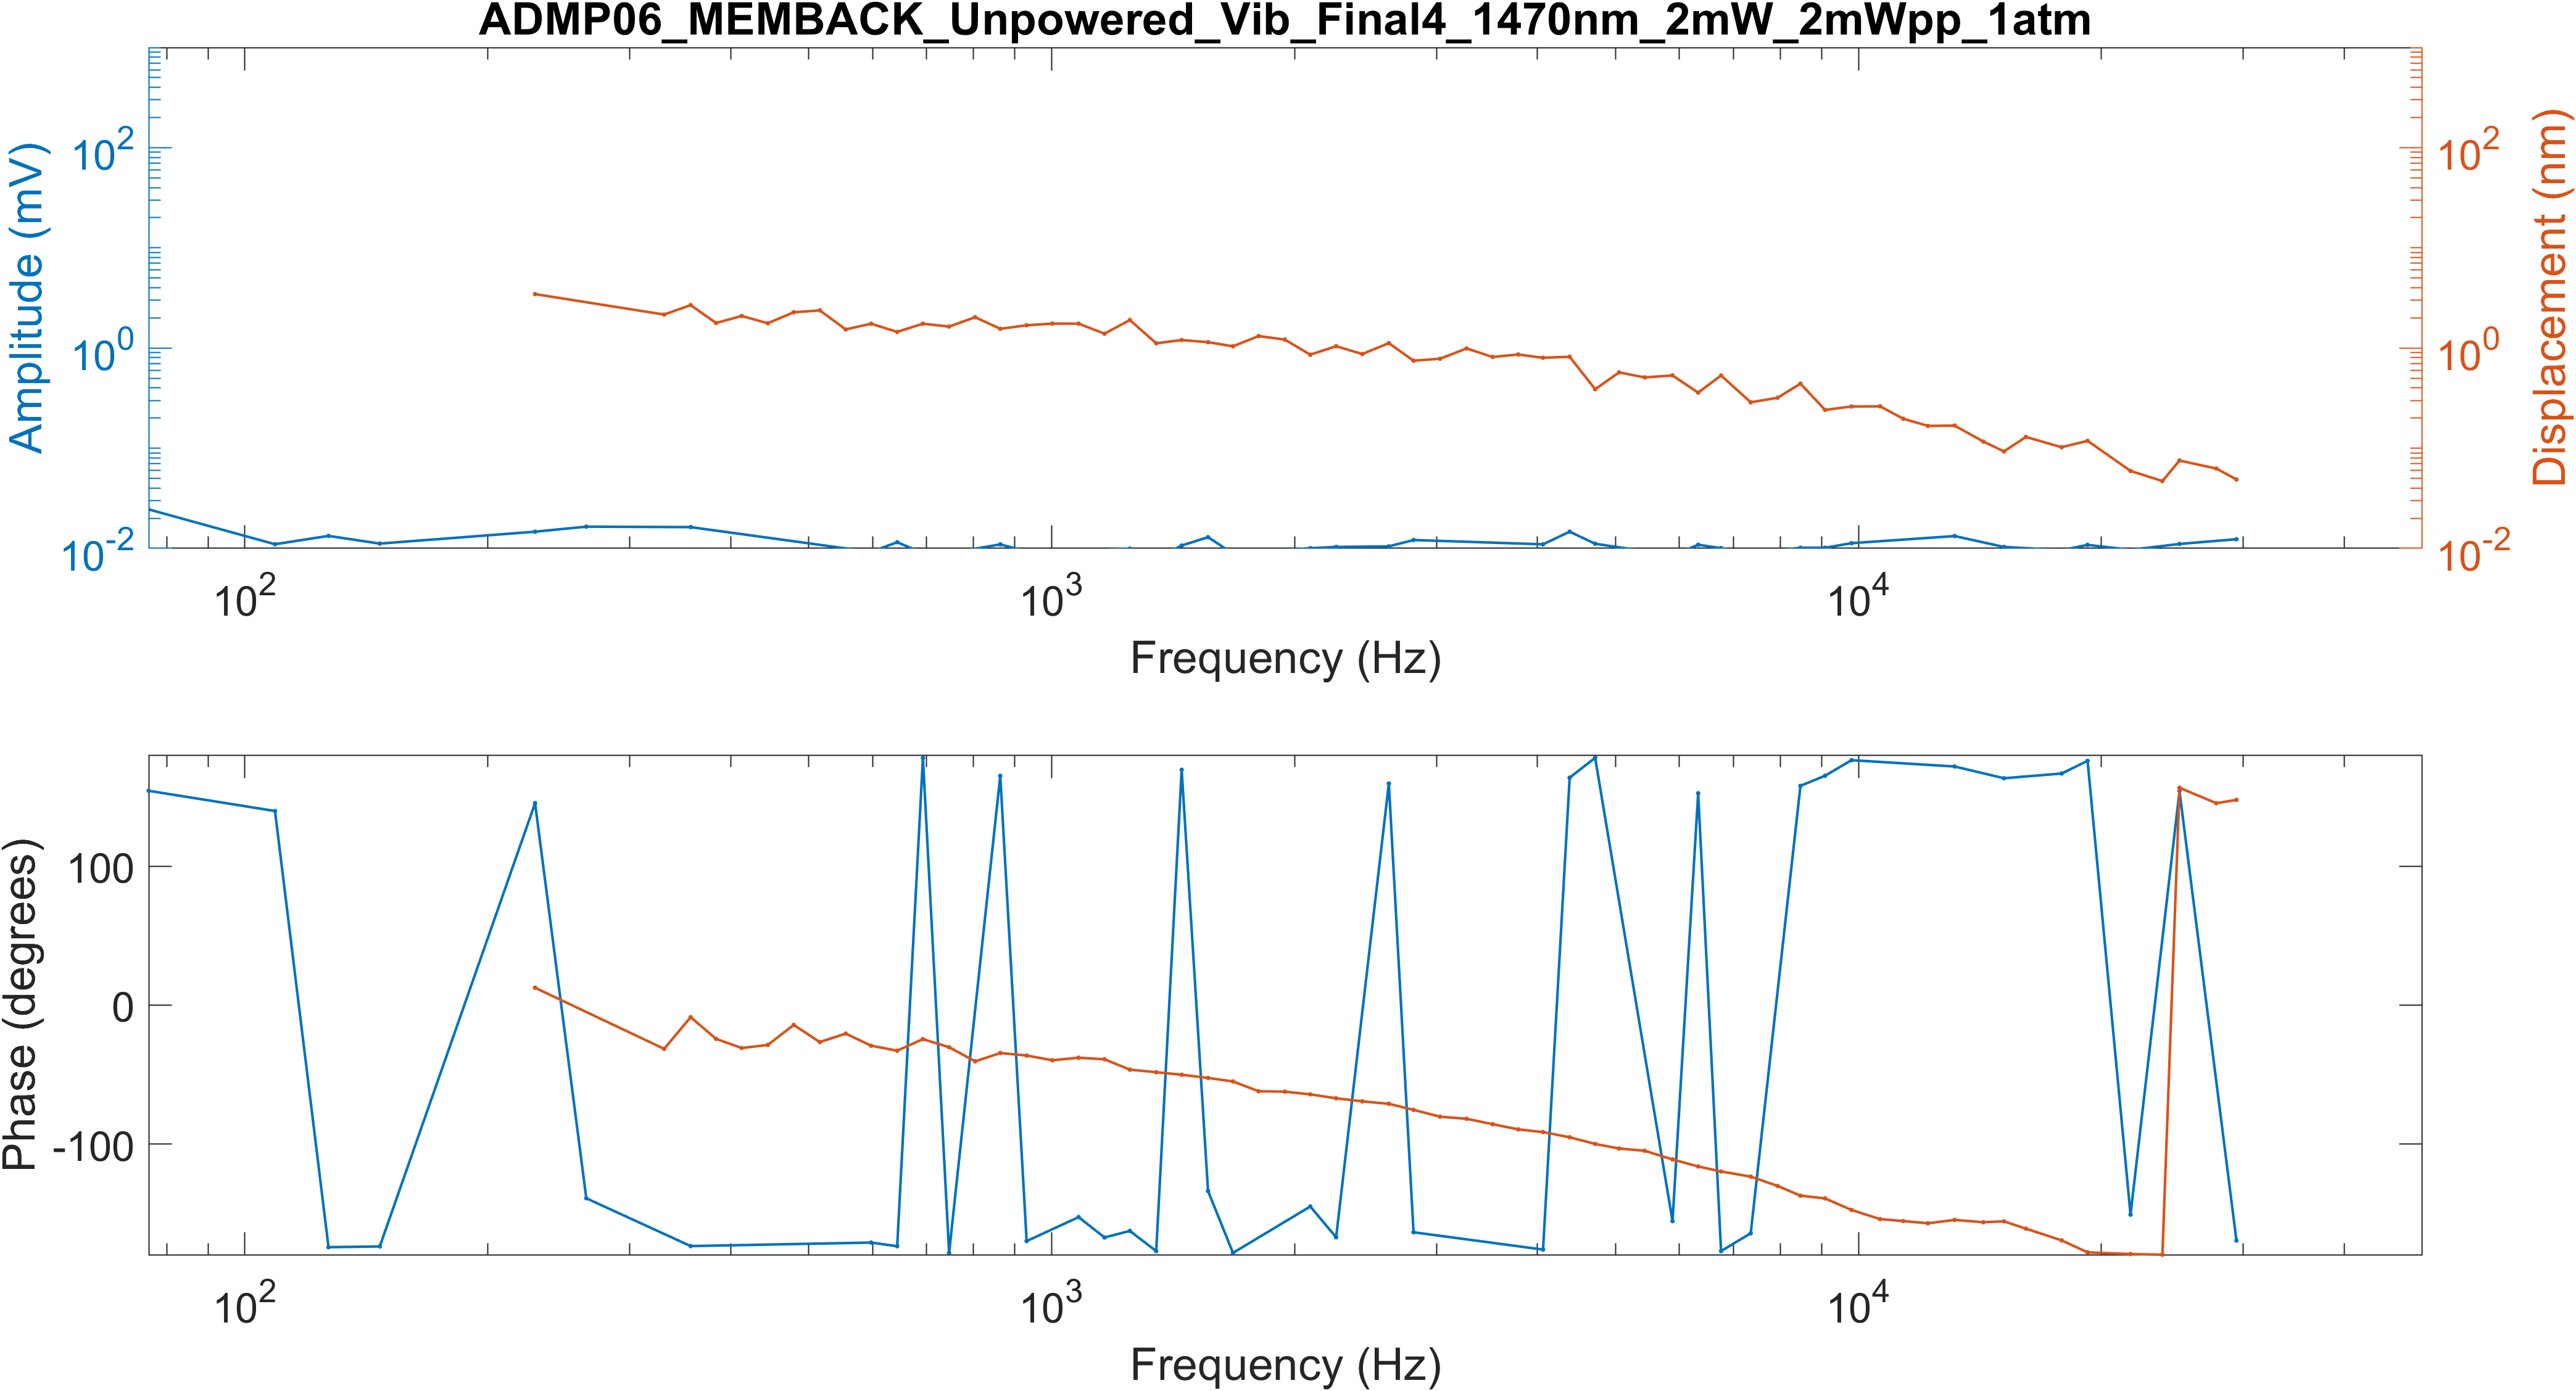 ADMP06_MEMBACK_Unpowered_Vib_Final4_1470nm_2mW_2mWpp_1atm
Amplitude (mV)
10^2
10^0
10^-2
Displacement (nm)
10^2
10^0
10^-2
10^2
10^3
10^4
Frequency (Hz)
Phase (degrees)
100
0
-100
10^2
10^3
10^4
Frequency (Hz)